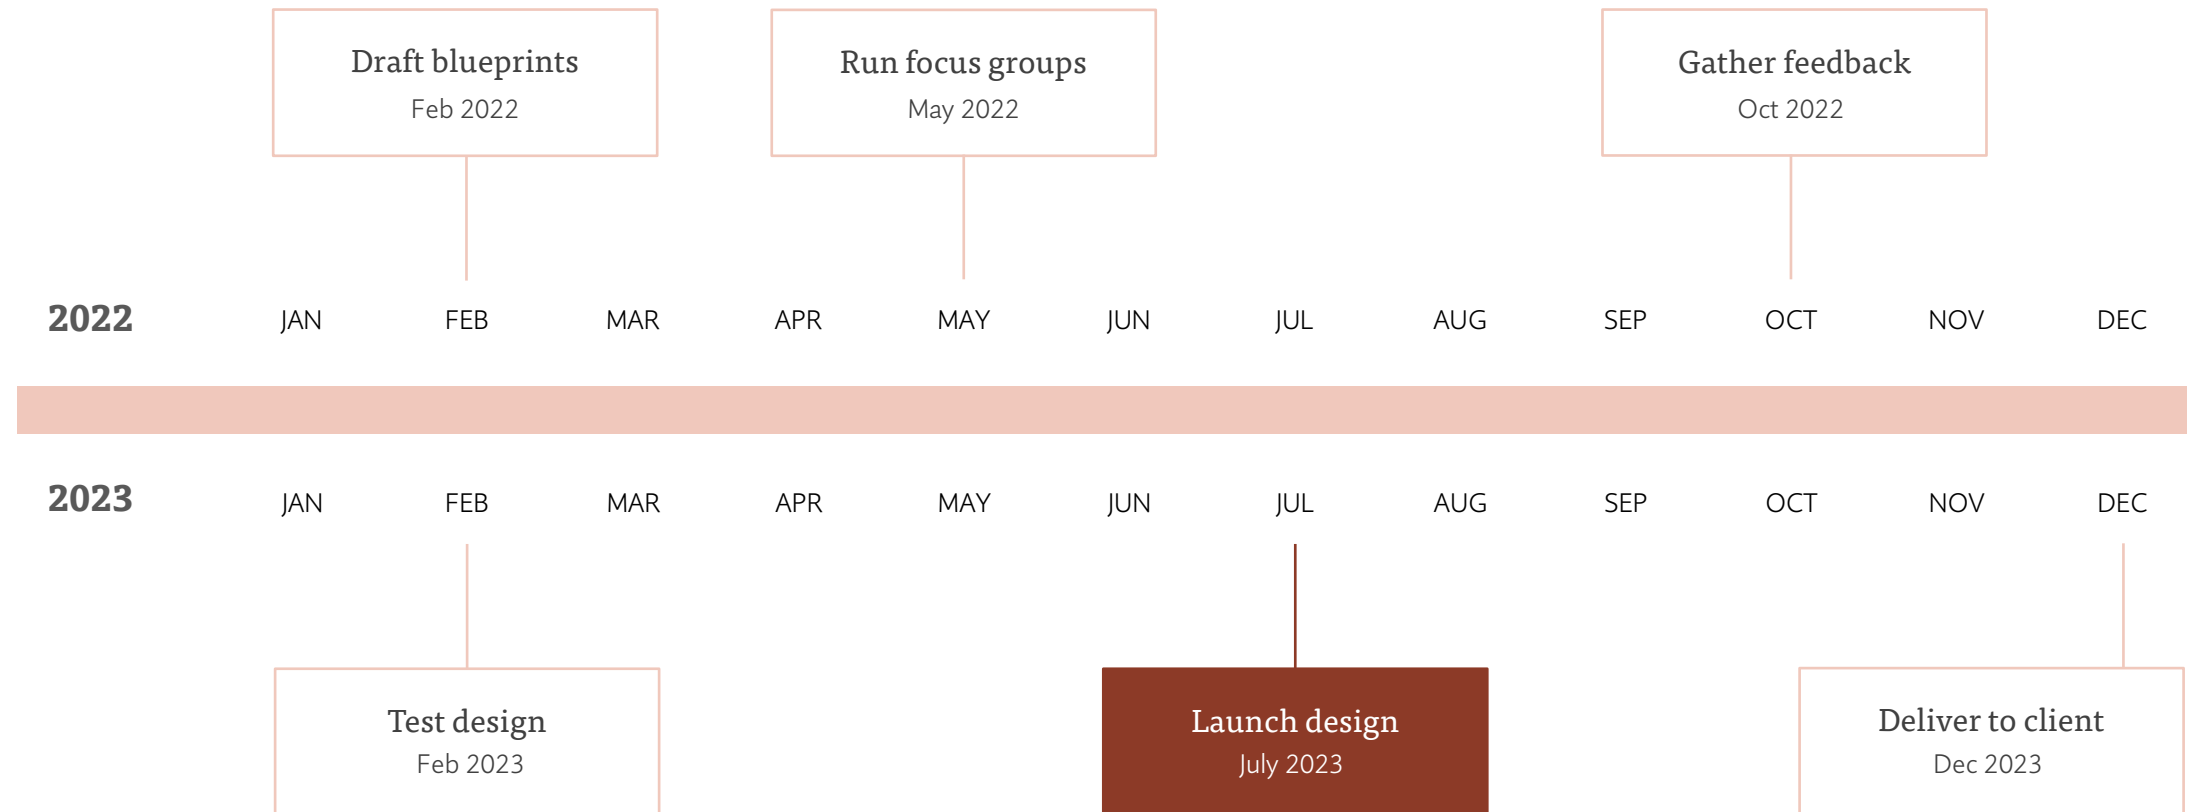 Draft blueprints
Feb 2022
Run focus groups
May 2022
Gather feedback
Oct 2022
2022 JAN FEB MAR APR MAY JUN JUL AUG SEP OCT NOV DEC
2023 JAN FEB MAR APR MAY JUN JUL AUG SEP OCT NOV DEC
Test design
Feb 2023
Launch design
July 2023
Deliver to client
Dec 2023